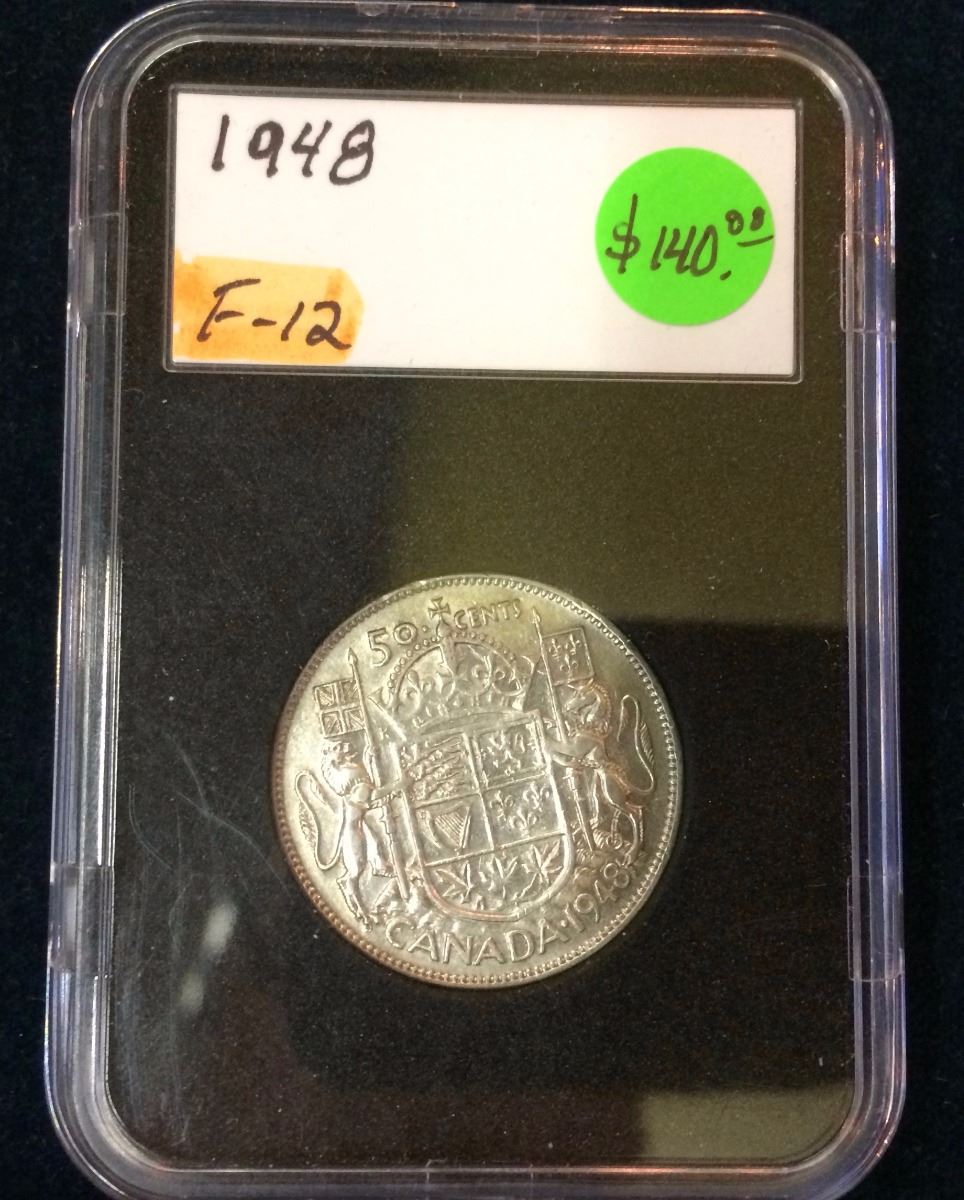 1948
$140.00
F-12
50 · CENTS
CANADA · 1948